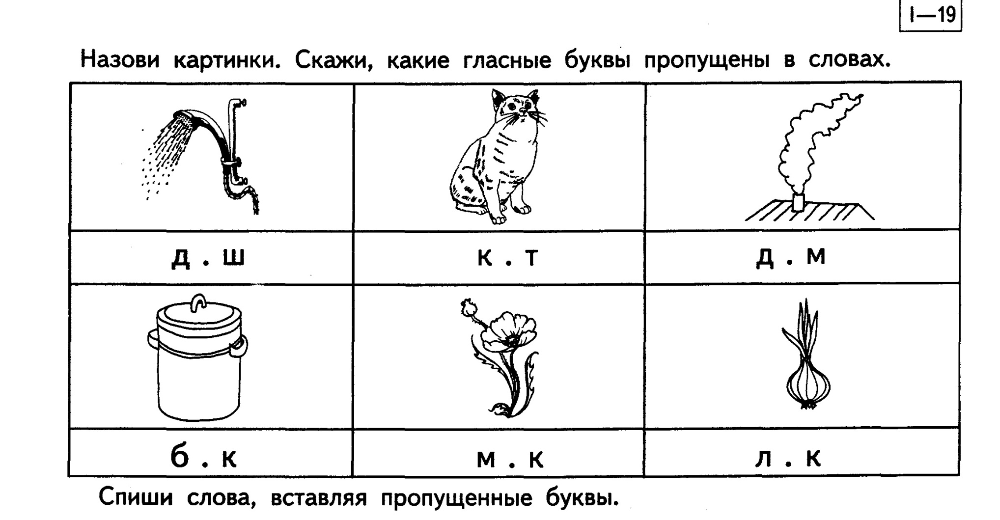 I—19
Назови картинки. Скажи, какие гласные буквы пропущены в словах.
д . ш
к . т
д . м
б . к
м . к
л . к
Спиши слова, вставляя пропущенные буквы.